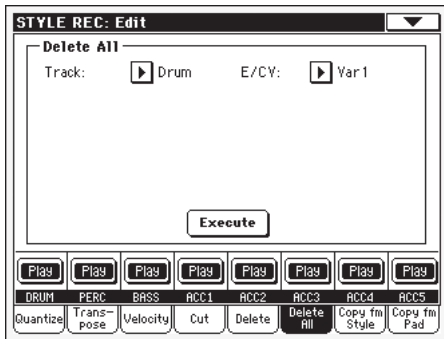 STYLE REC: Edit
Delete All
Track: Drum E/CV: Var1
Execute
Play Play Play Play Play Play Play Play
DRUM PERC BASS ACC1 ACC2 ACC3 ACC4 ACC5
Quantize Trans-pose Velocity Cut Delete Delete All Copy fm Style Copy fm Pad